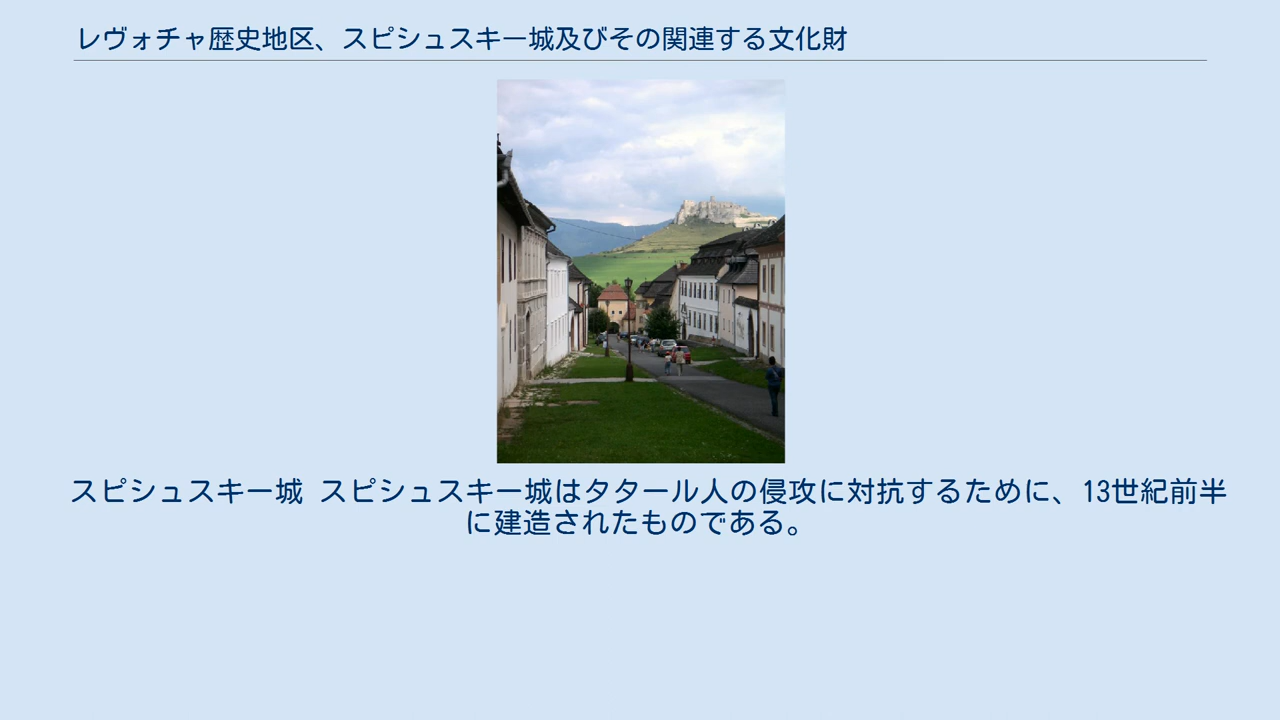 レヴォチャ歴史地区、スピシュスキー城及びその関連する文化財
スピシュスキー城 スピシュスキー城はタタール人の侵攻に対抗するために、13世紀前半
に建造されたものである。